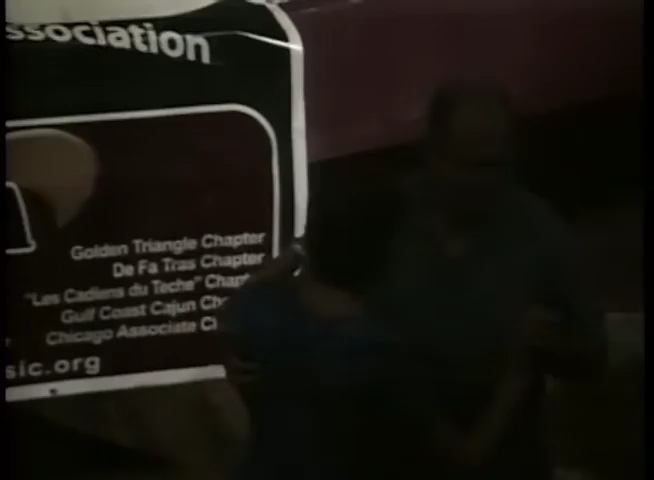 ssociation
Golden Triangle Chapter
De Fa Tras Chapter
"Les Cadiens du Teche" Chapt
Gulf Coast Cajun Ch
Chicago Associate C
sic.org